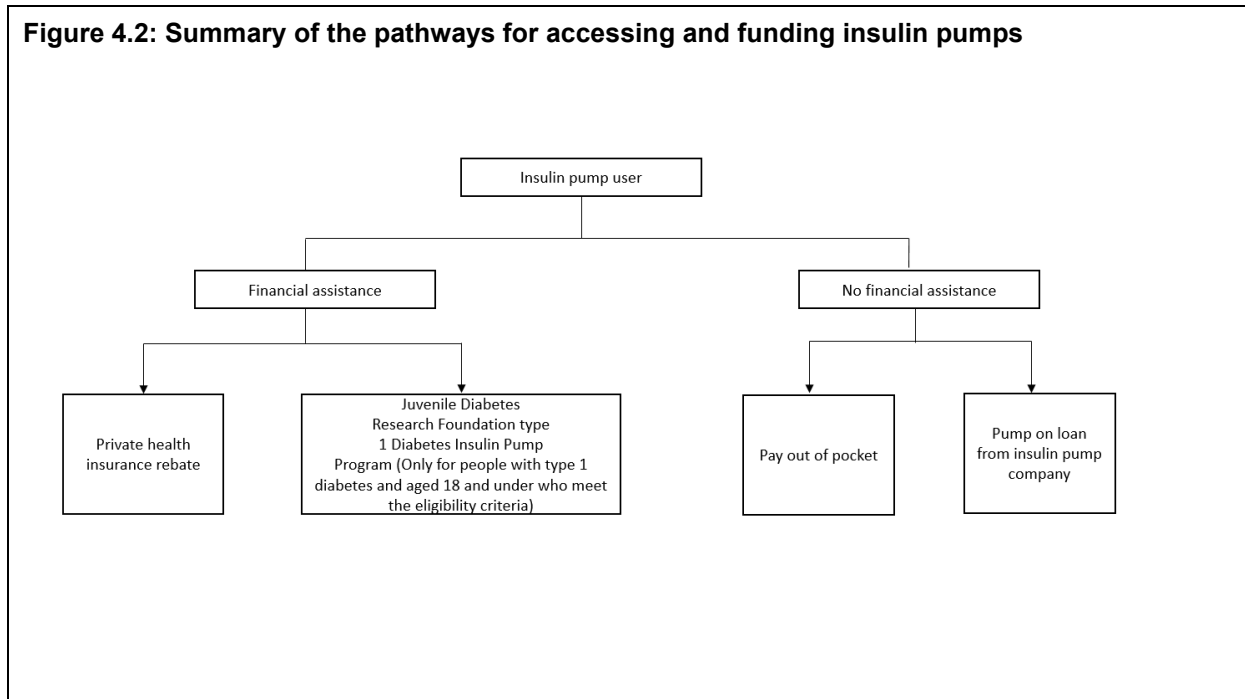 Figure 4.2: Summary of the pathways for accessing and funding insulin pumps
Insulin pump user
Financial assistance
No financial assistance
Private health
insurance rebate
Juvenile Diabetes
Research Foundation type
1 Diabetes Insulin Pump
Program (Only for people with type 1
diabetes and aged 18 and under who meet
the eligibility criteria)
Pay out of pocket
Pump on loan
from insulin pump
company